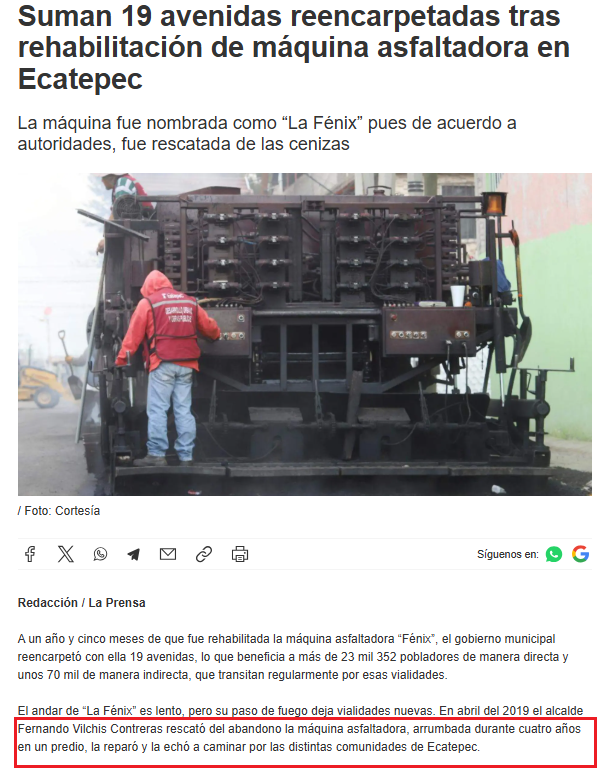 Suman 19 avenidas reencarpetadas tras
rehabilitación de máquina asfaltadora en
Ecatepec
La máquina fue nombrada como “La Fénix” pues de acuerdo a
autoridades, fue rescatada de las cenizas
/ Foto: Cortesía
Síguenos en:
Redacción / La Prensa
A un año y cinco meses de que fue rehabilitada la máquina asfaltadora “Fénix”, el gobierno municipal
reencarpetó con ella 19 avenidas, lo que beneficia a más de 23 mil 352 pobladores de manera directa y
unos 70 mil de manera indirecta, que transitan regularmente por esas vialidades.
El andar de “La Fénix” es lento, pero su paso de fuego deja vialidades nuevas. En abril del 2019 el alcalde
Fernando Vilchis Contreras rescató del abandono la máquina asfaltadora, arrumbada durante cuatro años
en un predio, la reparó y la echó a caminar por las distintas comunidades de Ecatepec.